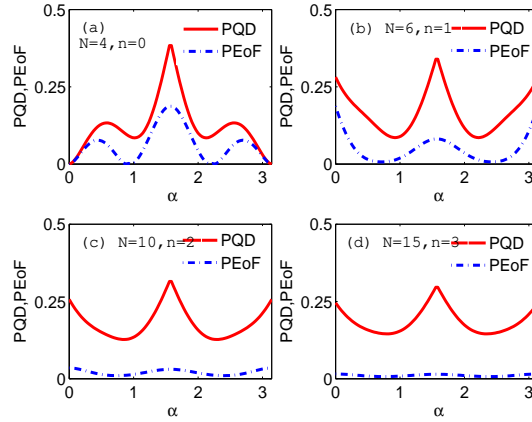 0.5
(a)
N=4,n=0
PQD
PEoF
0.25
0
0 1 2 3
α
PQD,PEoF
0.5
(b) N=6,n=1
PQD
PEoF
0.25
0
0 1 2 3
α
PQD,PEoF
0.5
(c) N=10,n=2
PQD
PEoF
0.25
0
0 1 2 3
α
PQD,PEoF
0.5
(d) N=15,n=3
PQD
PEoF
0.25
0
0 1 2 3
α